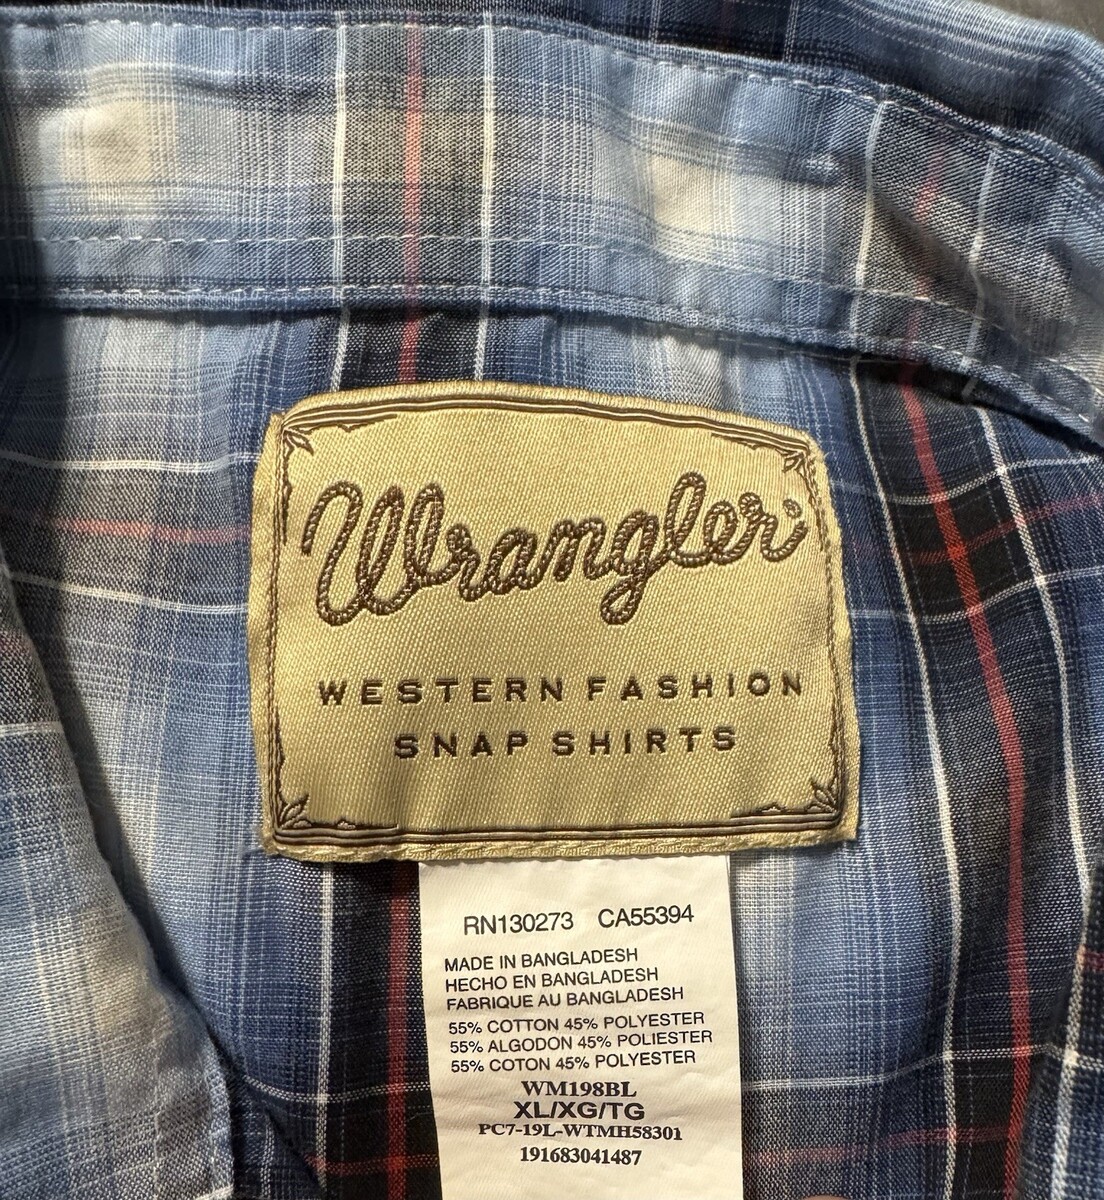 Wrangler®
WESTERN FASHION
SNAP SHIRTS
RN130273 CA55394
MADE IN BANGLADESH
HECHO EN BANGLADESH
FABRIQUE AU BANGLADESH
55% COTTON 45% POLYESTER
55% ALGODON 45% POLIESTER
55% COTON 45% POLYESTER
WM198BL
XL/XG/TG
PC7-19L-WTMH58301
191683041487